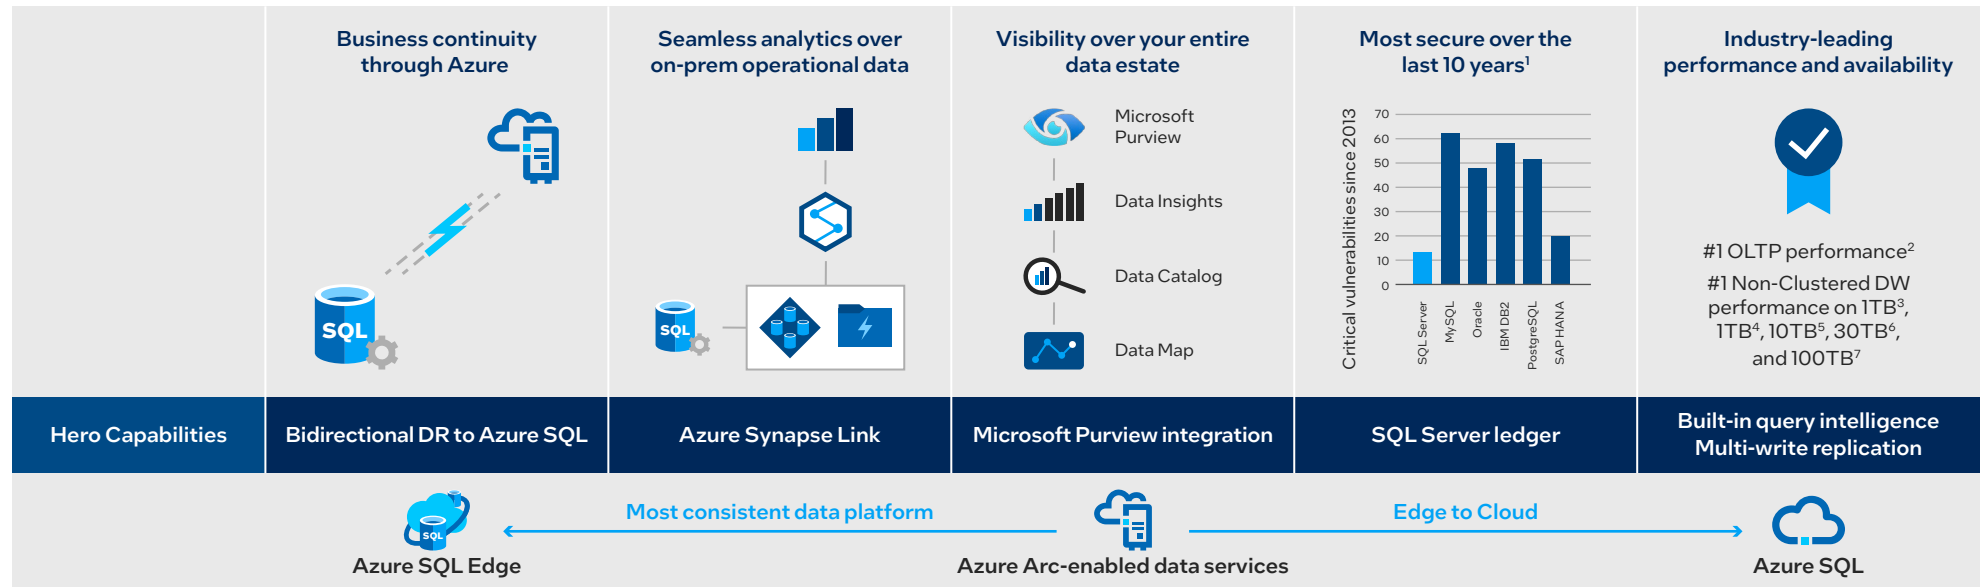 Business continuity
through Azure
SQL
Seamless analytics over
on-prem operational data
SQL
Visibility over your entire
data estate
Microsoft
Purview
Data Insights
Data Catalog
Data Map
Most secure over the
last 10 years¹
Critical vulnerabilities since 2013
70
60
50
40
30
20
10
0
SQL Server
MySQL
Oracle
IBM DB2
PostgreSQL
SAP HANA
Industry-leading
performance and availability
#1 OLTP performance²
#1 Non-Clustered DW
performance on 1TB³,
1TB⁴, 10TB⁵, 30TB⁶,
and 100TB⁷
Hero Capabilities
Bidirectional DR to Azure SQL
Azure Synapse Link
Microsoft Purview integration
SQL Server ledger
Built-in query intelligence
Multi-write replication
SQL
Azure SQL Edge
Most consistent data platform
Azure Arc-enabled data services
Edge to Cloud
Azure SQL